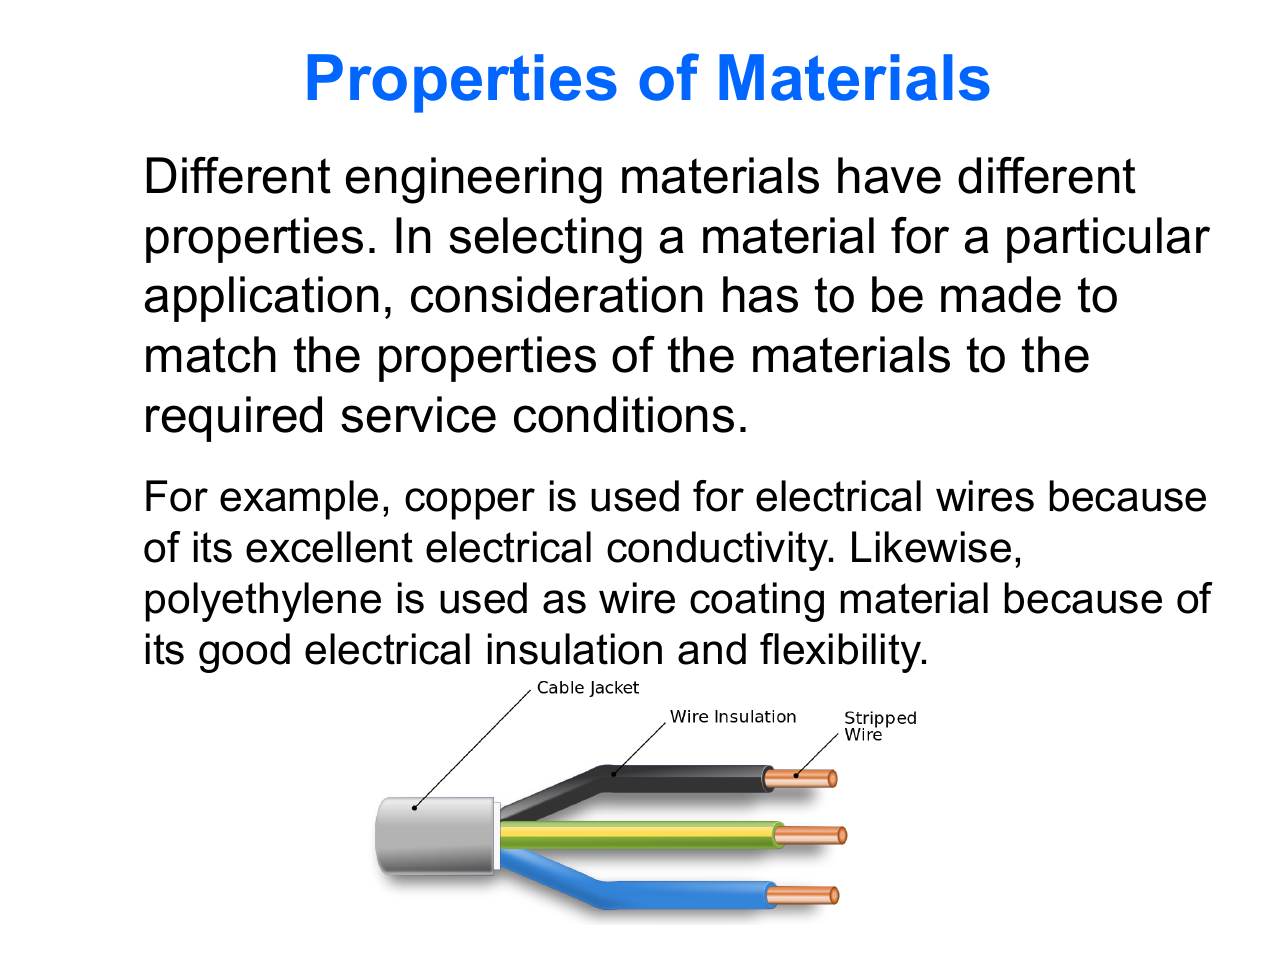 Properties of Materials
Different engineering materials have different
properties. In selecting a material for a particular
application, consideration has to be made to
match the properties of the materials to the
required service conditions.
For example, copper is used for electrical wires because
of its excellent electrical conductivity. Likewise,
polyethylene is used as wire coating material because of
its good electrical insulation and flexibility.
Cable Jacket
Wire Insulation
Stripped
Wire